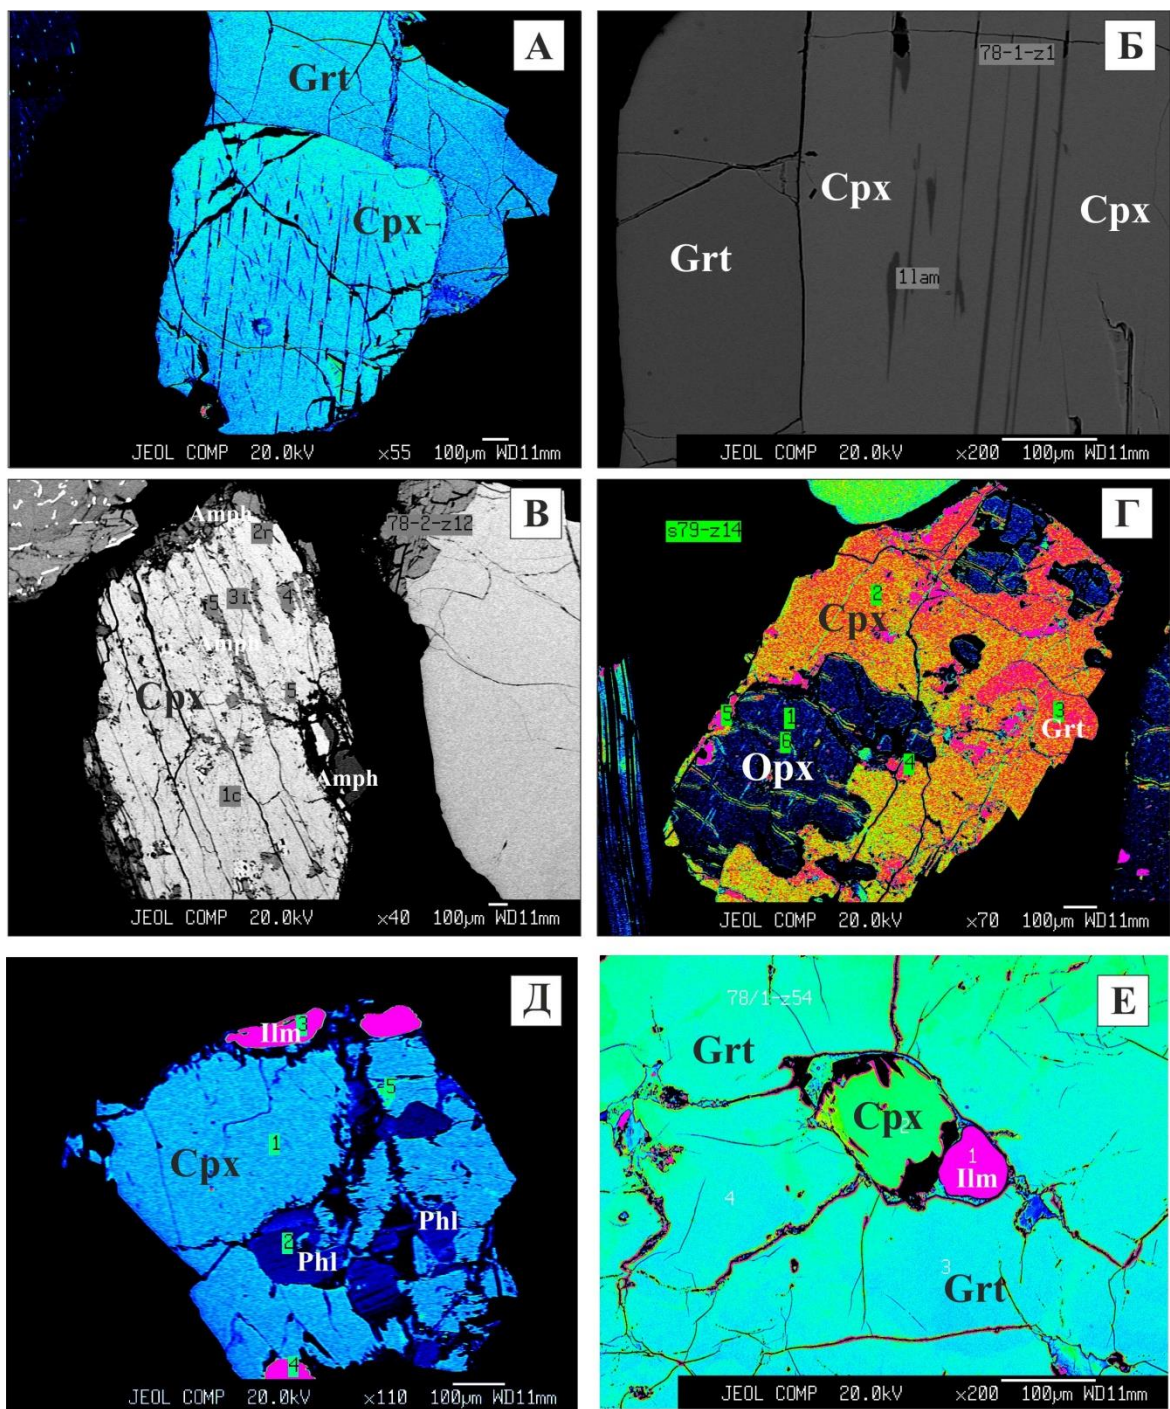 А
Grt
Cpx
JEOL COMP 20.0kV ×55 100µm WD11mm
Б
78-1-z1
Cpx
Cpx
Grt
1lam
JEOL COMP 20.0kV ×200 100µm WD11mm
В
Amph
2r
78-2-z12
5 3i 4
Amph
Cpx
5
Amph
1c
JEOL COMP 20.0kV ×40 100µm WD11mm
Г
s79-z14
2
Cpx
5 1 3
Grt
6
Opx 4
JEOL COMP 20.0kV ×70 100µm WD11mm
Д
3
Ilm
5
1
Cpx
Phl
2
Phl
4
JEOL COMP 20.0kV ×110 100µm WD11mm
Е
78/1-z54
Grt
Cpx
2
1
Ilm
4
3
Grt
JEOL COMP 20.0kV ×200 100µm WD11mm